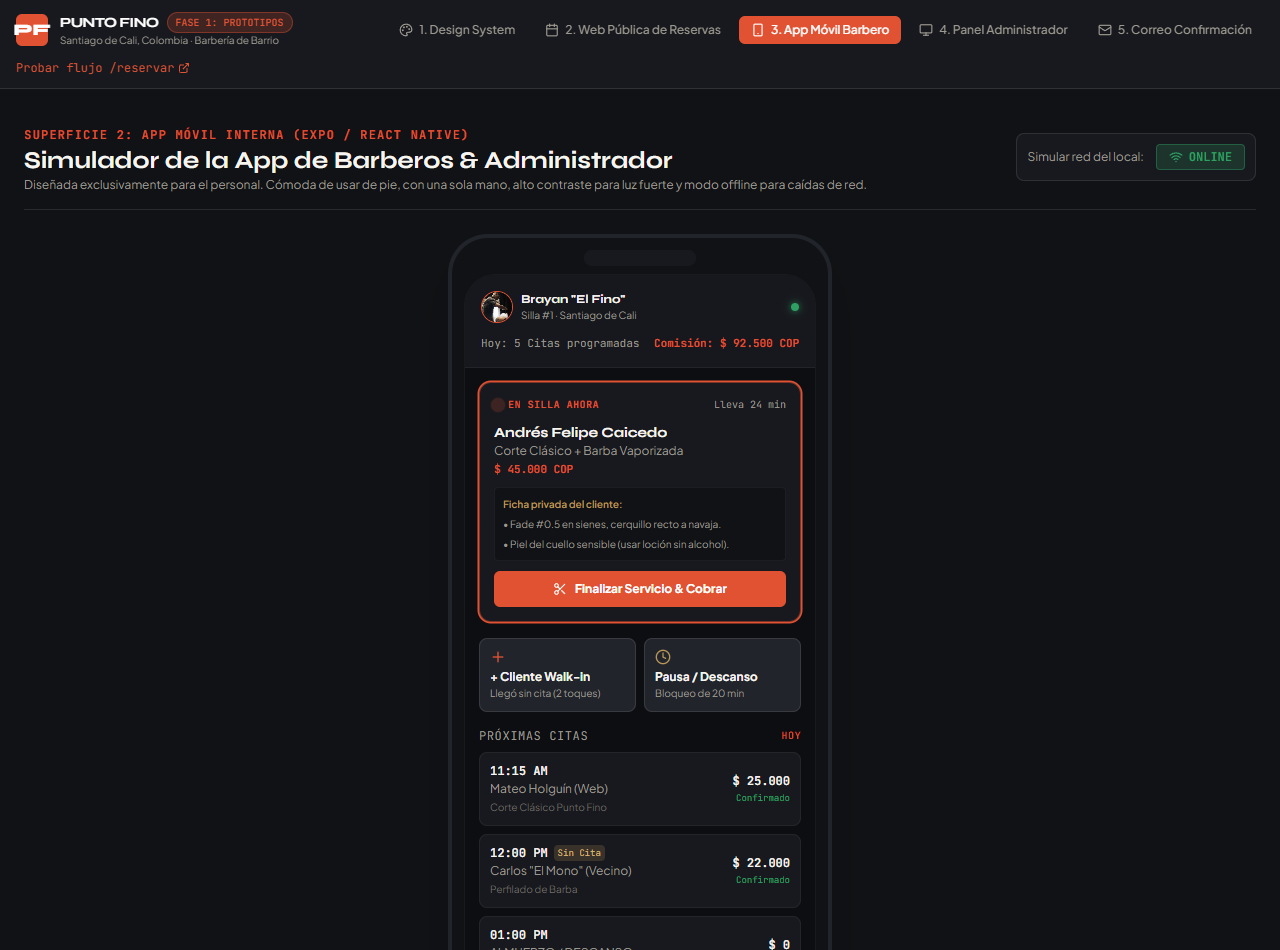 PF
PUNTO FINO
FASE 1: PROTOTIPOS
Santiago de Cali, Colombia · Barbería de Barrio
1. Design System
2. Web Pública de Reservas
3. App Móvil Barbero
4. Panel Administrador
5. Correo Confirmación
Probar flujo /reservar
SUPERFICIE 2: APP MÓVIL INTERNA (EXPO / REACT NATIVE)
Simulador de la App de Barberos & Administrador
Diseñada exclusivamente para el personal. Cómoda de usar de pie, con una sola mano, alto contraste para luz fuerte y modo offline para caídas de red.
Simular red del local:
ONLINE
Brayan "El Fino"
Silla #1 · Santiago de Cali
Hoy: 5 Citas programadas
Comisión: $ 92.500 COP
EN SILLA AHORA
Lleva 24 min
Andrés Felipe Caicedo
Corte Clásico + Barba Vaporizada
$ 45.000 COP
Ficha privada del cliente:
• Fade #0.5 en sienes, cerquillo recto a navaja.
• Piel del cuello sensible (usar loción sin alcohol).
Finalizar Servicio & Cobrar
+ Cliente Walk-in
Llegó sin cita (2 toques)
Pausa / Descanso
Bloqueo de 20 min
PRÓXIMAS CITAS
HOY
11:15 AM
Mateo Holguín (Web)
Corte Clásico Punto Fino
$ 25.000
Confirmado
12:00 PM
Sin Cita
Carlos "El Mono" (Vecino)
Perfilado de Barba
$ 22.000
Confirmado
01:00 PM
ALMUERZO / DESCANSO
$ 0